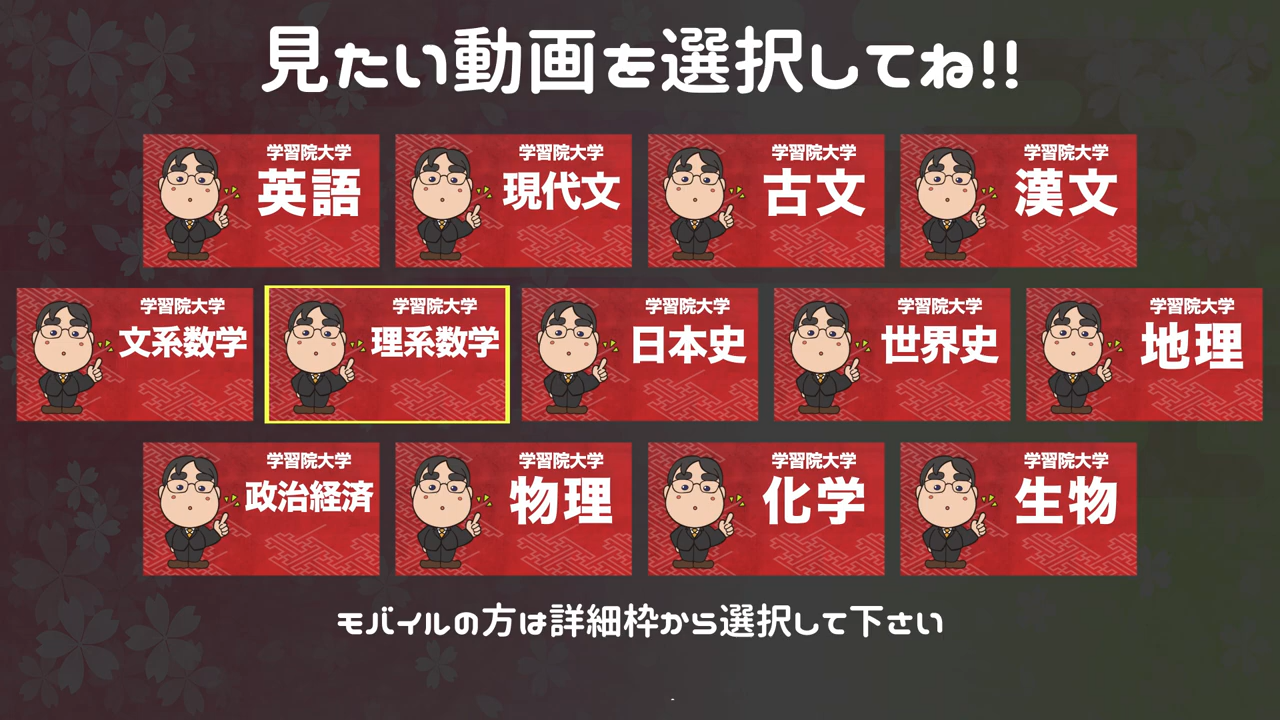 見たい動画を選択してね!!
学習院大学
英語
学習院大学
現代文
学習院大学
古文
学習院大学
漢文
学習院大学
文系数学
学習院大学
理系数学
学習院大学
日本史
学習院大学
世界史
学習院大学
地理
学習院大学
政治経済
学習院大学
物理
学習院大学
化学
学習院大学
生物
モバイルの方は詳細枠から選択して下さい